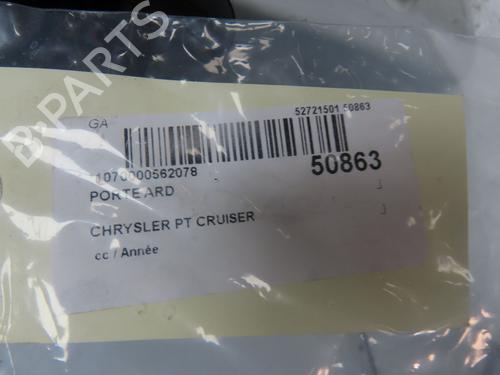 B-PARTS
GA
52721501 50863
1070000562078
50863
PORTE ARD
CHRYSLER PT CRUISER
cc / Année